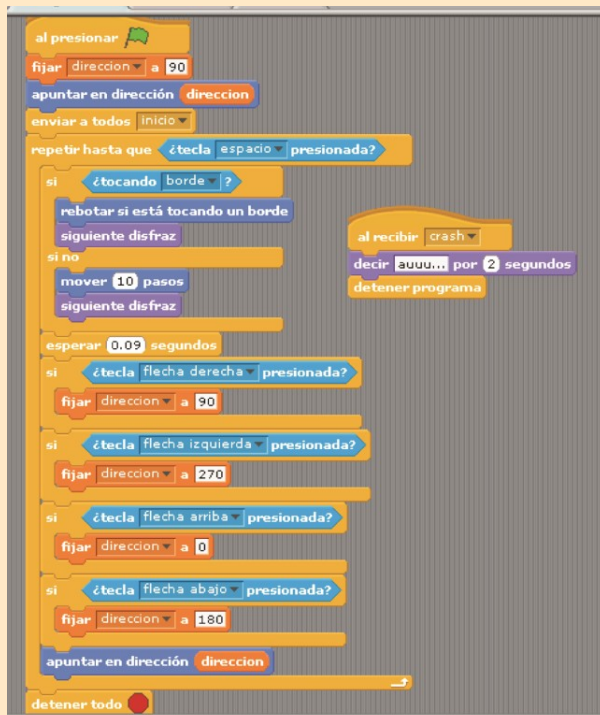 al presionar
fijar direccion a 90
apuntar en dirección direccion
enviar a todos inicio
repetir hasta que ¿tecla espacio presionada?
si ¿tocando borde ?
rebotar si está tocando un borde
siguiente disfraz
si no
mover 10 pasos
siguiente disfraz
esperar 0.09 segundos
si ¿tecla flecha derecha presionada?
fijar direccion a 90
si ¿tecla flecha izquierda presionada?
fijar direccion a 270
si ¿tecla flecha arriba presionada?
fijar direccion a 0
si ¿tecla flecha abajo presionada?
fijar direccion a 180
apuntar en dirección direccion
detener todo
al recibir crash
decir auuu... por 2 segundos
detener programa